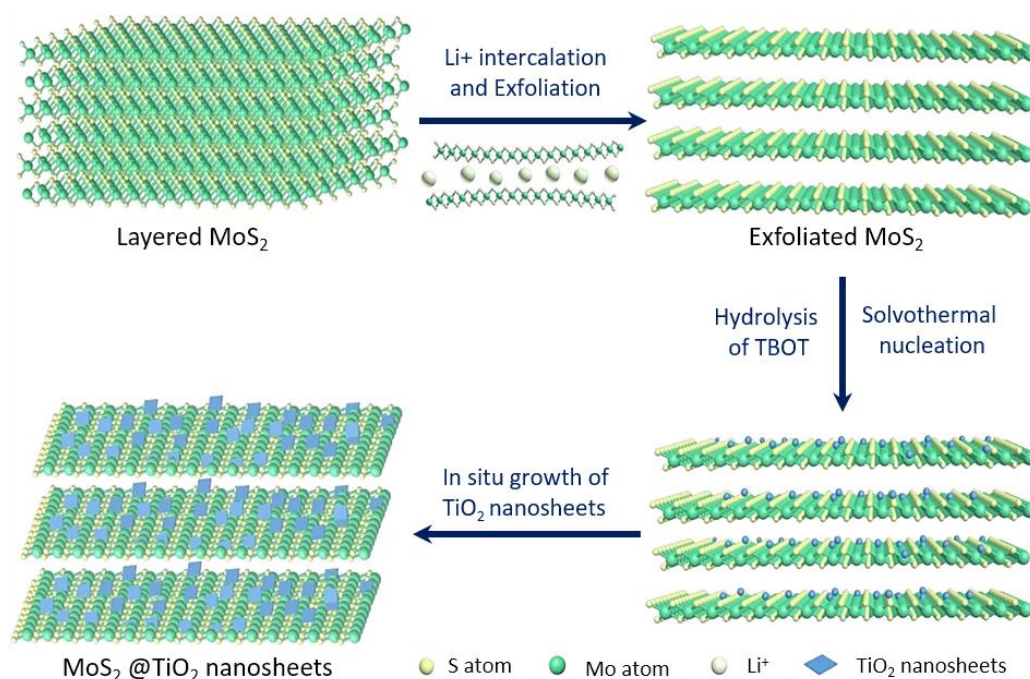 Li+ intercalation
and Exfoliation
Layered MoS₂
Exfoliated MoS₂
Hydrolysis
of TBOT
Solvothermal
nucleation
In situ growth of
TiO₂ nanosheets
MoS₂ @TiO₂ nanosheets
S atom
Mo atom
Li⁺
TiO₂ nanosheets